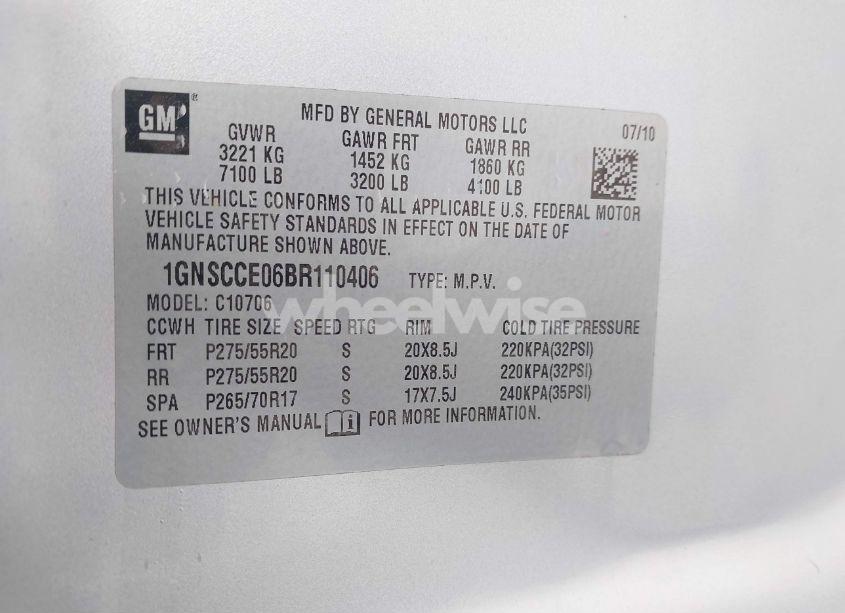 GM®
MFD BY GENERAL MOTORS LLC 07/10
GVWR GAWR FRT GAWR RR
3221 KG 1452 KG 1860 KG
7100 LB 3200 LB 4100 LB
THIS VEHICLE CONFORMS TO ALL APPLICABLE U.S. FEDERAL MOTOR
VEHICLE SAFETY STANDARDS IN EFFECT ON THE DATE OF
MANUFACTURE SHOWN ABOVE.
1GNSCCE06BR110406 TYPE: M.P.V.
MODEL: C10706
wheelwise
CCWH TIRE SIZE SPEED RTG RIM COLD TIRE PRESSURE
FRT P275/55R20 S 20X8.5J 220KPA(32PSI)
RR P275/55R20 S 20X8.5J 220KPA(32PSI)
SPA P265/70R17 S 17X7.5J 240KPA(35PSI)
SEE OWNER'S MANUAL i FOR MORE INFORMATION.